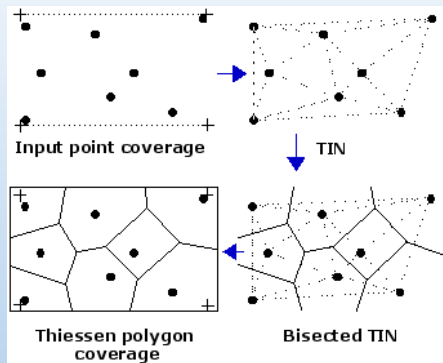 Input point coverage
TIN
Thiessen polygon
coverage
Bisected TIN